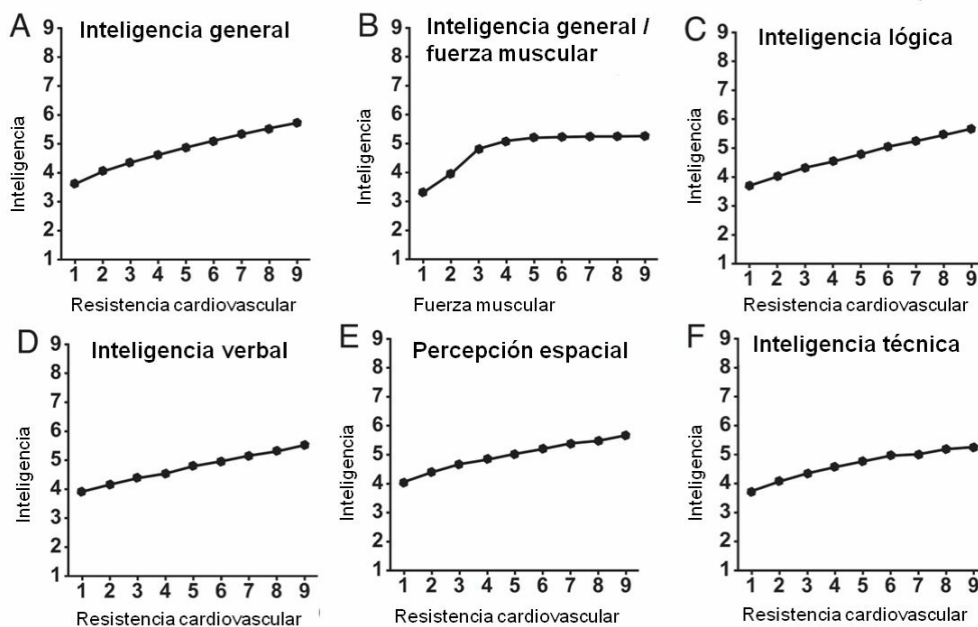 A Inteligencia general
9
8
7
6
5
4
3
2
1
Inteligencia
1 2 3 4 5 6 7 8 9
Resistencia cardiovascular
B Inteligencia general /
fuerza muscular
9
8
7
6
5
4
3
2
1
Inteligencia
1 2 3 4 5 6 7 8 9
Fuerza muscular
C Inteligencia lógica
9
8
7
6
5
4
3
2
1
Inteligencia
1 2 3 4 5 6 7 8 9
Resistencia cardiovascular
D Inteligencia verbal
9
8
7
6
5
4
3
2
1
Inteligencia
1 2 3 4 5 6 7 8 9
Resistencia cardiovascular
E Percepción espacial
9
8
7
6
5
4
3
2
1
Inteligencia
1 2 3 4 5 6 7 8 9
Resistencia cardiovascular
F Inteligencia técnica
9
8
7
6
5
4
3
2
1
Inteligencia
1 2 3 4 5 6 7 8 9
Resistencia cardiovascular